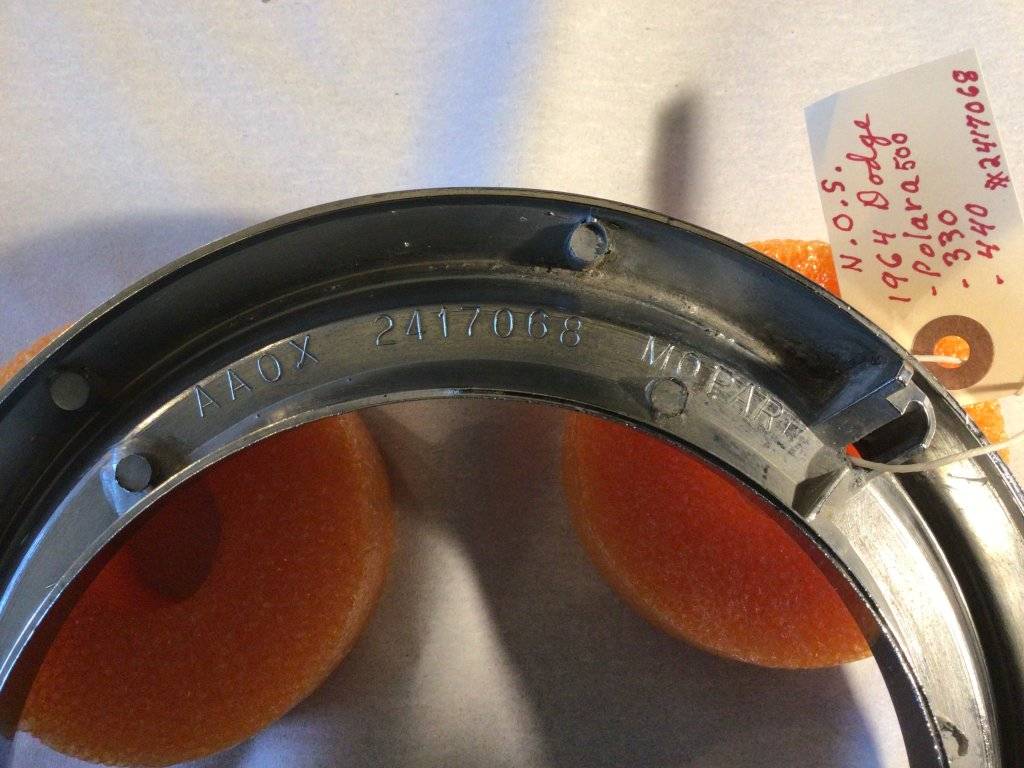 AAOX 2417068 MOPAR
N.O.S.
1964 Dodge
- Polara 500
- 330
- 440 #2417068